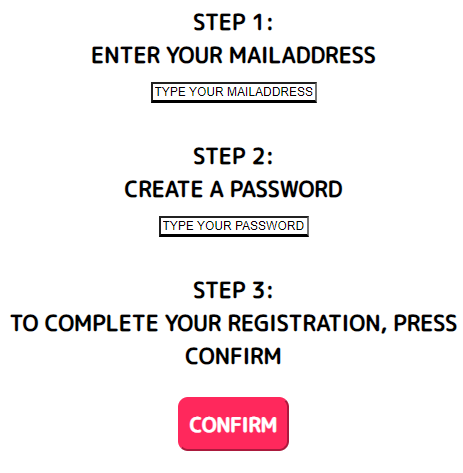 STEP 1:
ENTER YOUR MAILADDRESS
TYPE YOUR MAILADDRESS
STEP 2:
CREATE A PASSWORD
TYPE YOUR PASSWORD
STEP 3:
TO COMPLETE YOUR REGISTRATION, PRESS
CONFIRM
CONFIRM